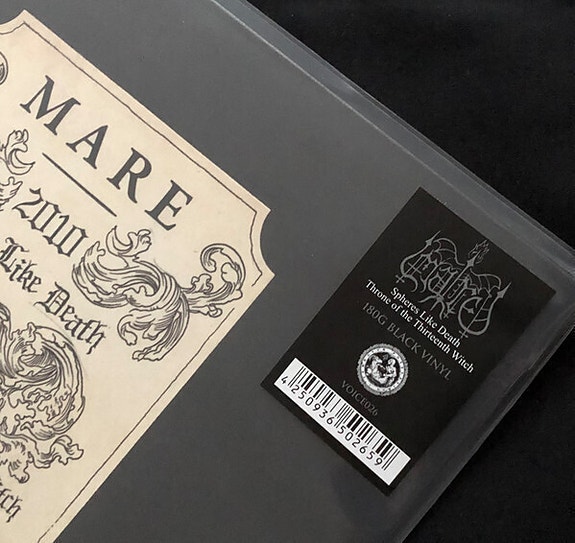 MARE
2010
Like Death
mare
Spheres Like Death
Throne of the Thirteenth Witch
180G BLACK VINYL
VOICE026
4 250936 502659